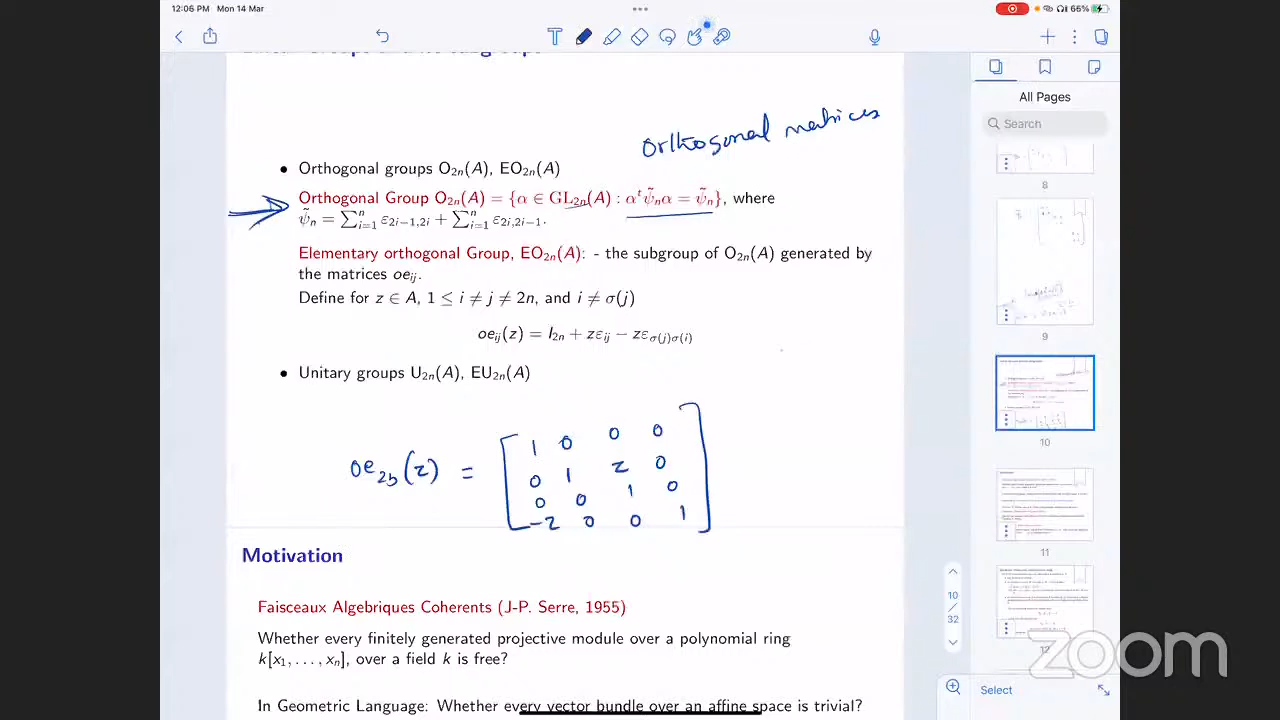 12:06 PM Mon 14 Mar
66%
Orthogonal matrices
• Orthogonal groups O₂ₙ(A), EO₂ₙ(A)
Orthogonal Group O₂ₙ(A) = {α ∈ GL₂ₙ(A) : αᵗψ̃ₙα = ψ̃ₙ}, where
ψ̃ₙ = ∑ⁿᵢ₌₁ ε₂ᵢ₋₁,₂ᵢ + ∑ⁿᵢ₌₁ ε₂ᵢ,₂ᵢ₋₁.
Elementary orthogonal Group, EO₂ₙ(A): - the subgroup of O₂ₙ(A) generated by
the matrices oeᵢⱼ.
Define for z ∈ A, 1 ≤ i ≠ j ≠ 2n, and i ≠ σ(j)
oeᵢⱼ(z) = I₂ₙ + zεᵢⱼ − zε_σ(j)σ(i)
• Unitary groups U₂ₙ(A), EU₂ₙ(A)
oe₂₃(z) =
1 0 0 0
0 1 z 0
0 0 1 0
-z 0 0 1
Motivation
Faisceaux Algebriques Coherents (J-P. Serre, 1955)
Whether every finitely generated projective module over a polynomial ring
k[x₁, . . . , xₙ], over a field k is free?
In Geometric Language: Whether every vector bundle over an affine space is trivial?
All Pages
Search
8
9
10
11
12
10
32
Select
zoom